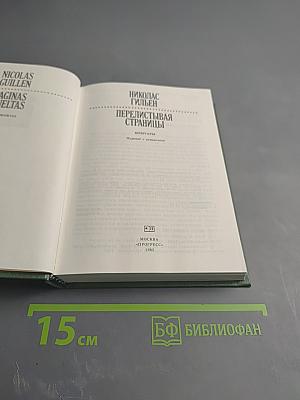 NICOLAS
GUILLEN
PAGINAS
VUELTAS
НИКОЛАС
ГИЛЬЕН
ПЕРЕЛИСТЫВАЯ
СТРАНИЦЫ
МОСКВА
«ПРОГРЕСС»
15 см
БФ БИБЛИОФАН